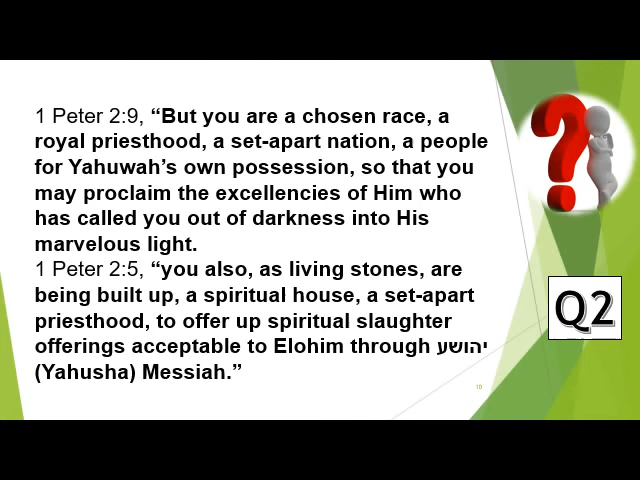 1 Peter 2:9, “But you are a chosen race, a
royal priesthood, a set-apart nation, a people
for Yahuwah’s own possession, so that you
may proclaim the excellencies of Him who
has called you out of darkness into His
marvelous light.
1 Peter 2:5, “you also, as living stones, are
being built up, a spiritual house, a set-apart
priesthood, to offer up spiritual slaughter
offerings acceptable to Elohim through יהושע
(Yahusha) Messiah.”
Q2
10